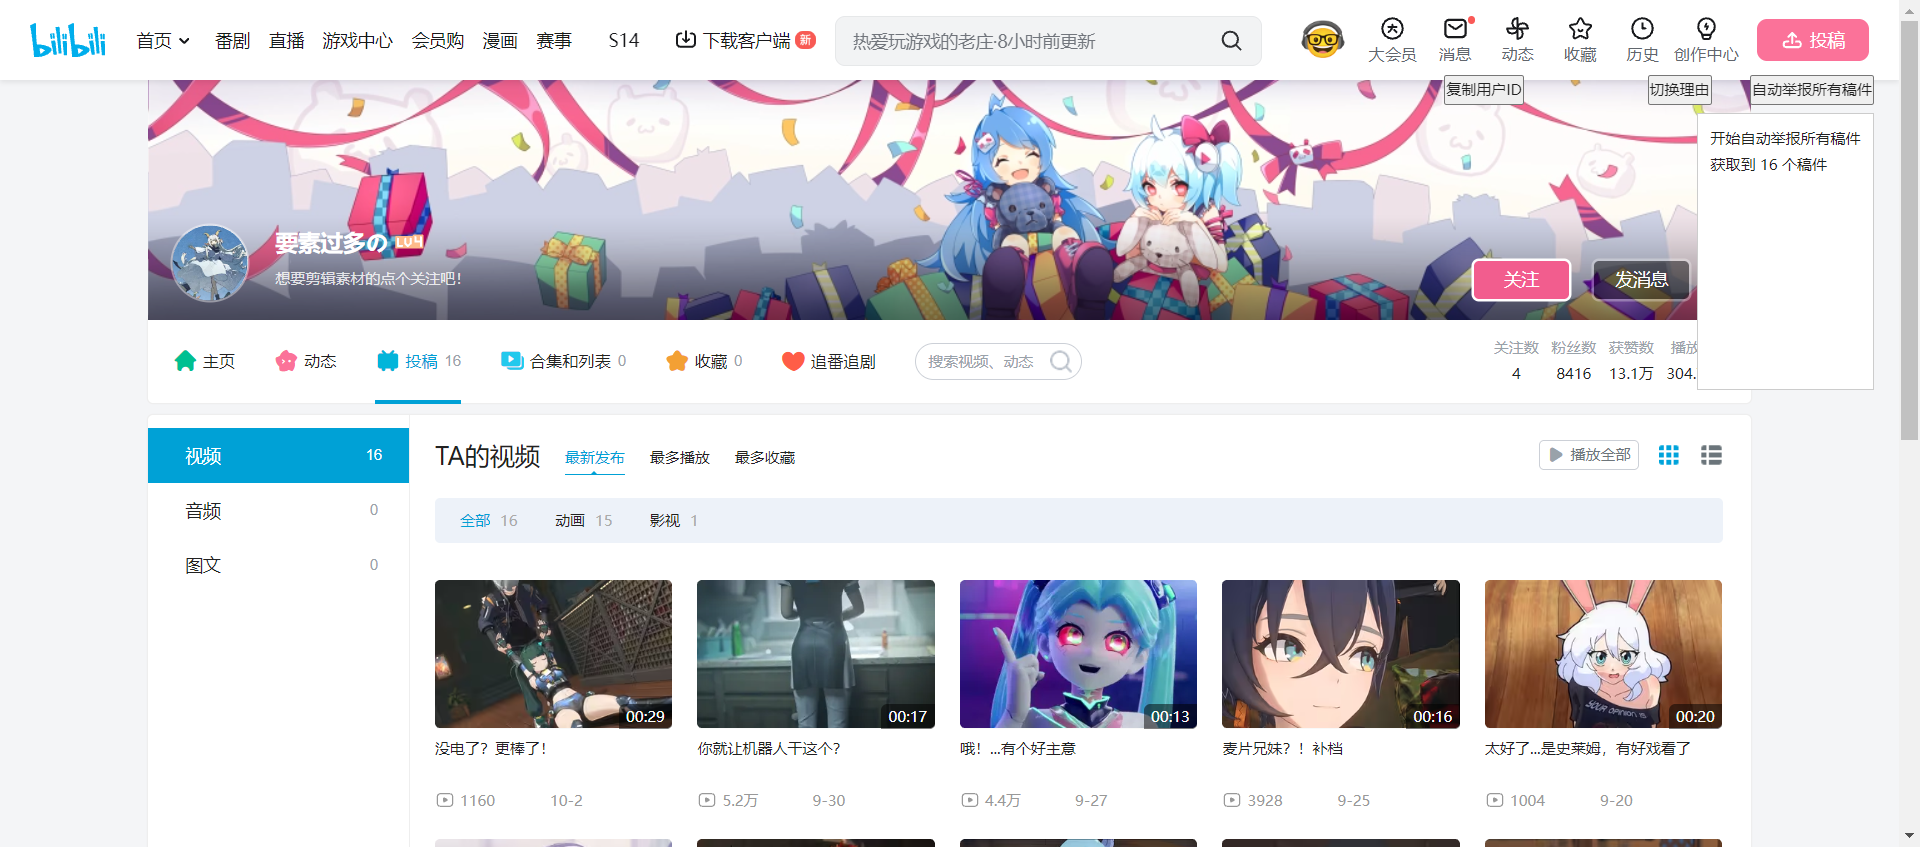 bilibili
首页 番剧 直播 游戏中心 会员购 漫画 赛事 S14 下载客户端 新
热爱玩游戏的老庄·8小时前更新
大会员 消息 动态 收藏 历史 创作中心 投稿
复制用户ID 切换理由 自动举报所有稿件
开始自动举报所有稿件
获取到 16 个稿件
要素过多の LV4
想要剪辑素材的点个关注吧!
关注 发消息
主页 动态 投稿 16 合集和列表 0 收藏 0 追番追剧 搜索视频、动态
关注数 粉丝数 获赞数 播放
4 8416 13.1万 304.
视频 16
音频 0
图文 0
TA的视频 最新发布 最多播放 最多收藏 播放全部
全部 16 动画 15 影视 1
00:29 00:17 00:13 00:16 00:20
YOUR OPINION IS
没电了？更棒了！
1160 10-2
你就让机器人干这个？
5.2万 9-30
哦！...有个好主意
4.4万 9-27
麦片兄妹？！补档
3928 9-25
太好了...是史莱姆，有好戏看了
1004 9-20